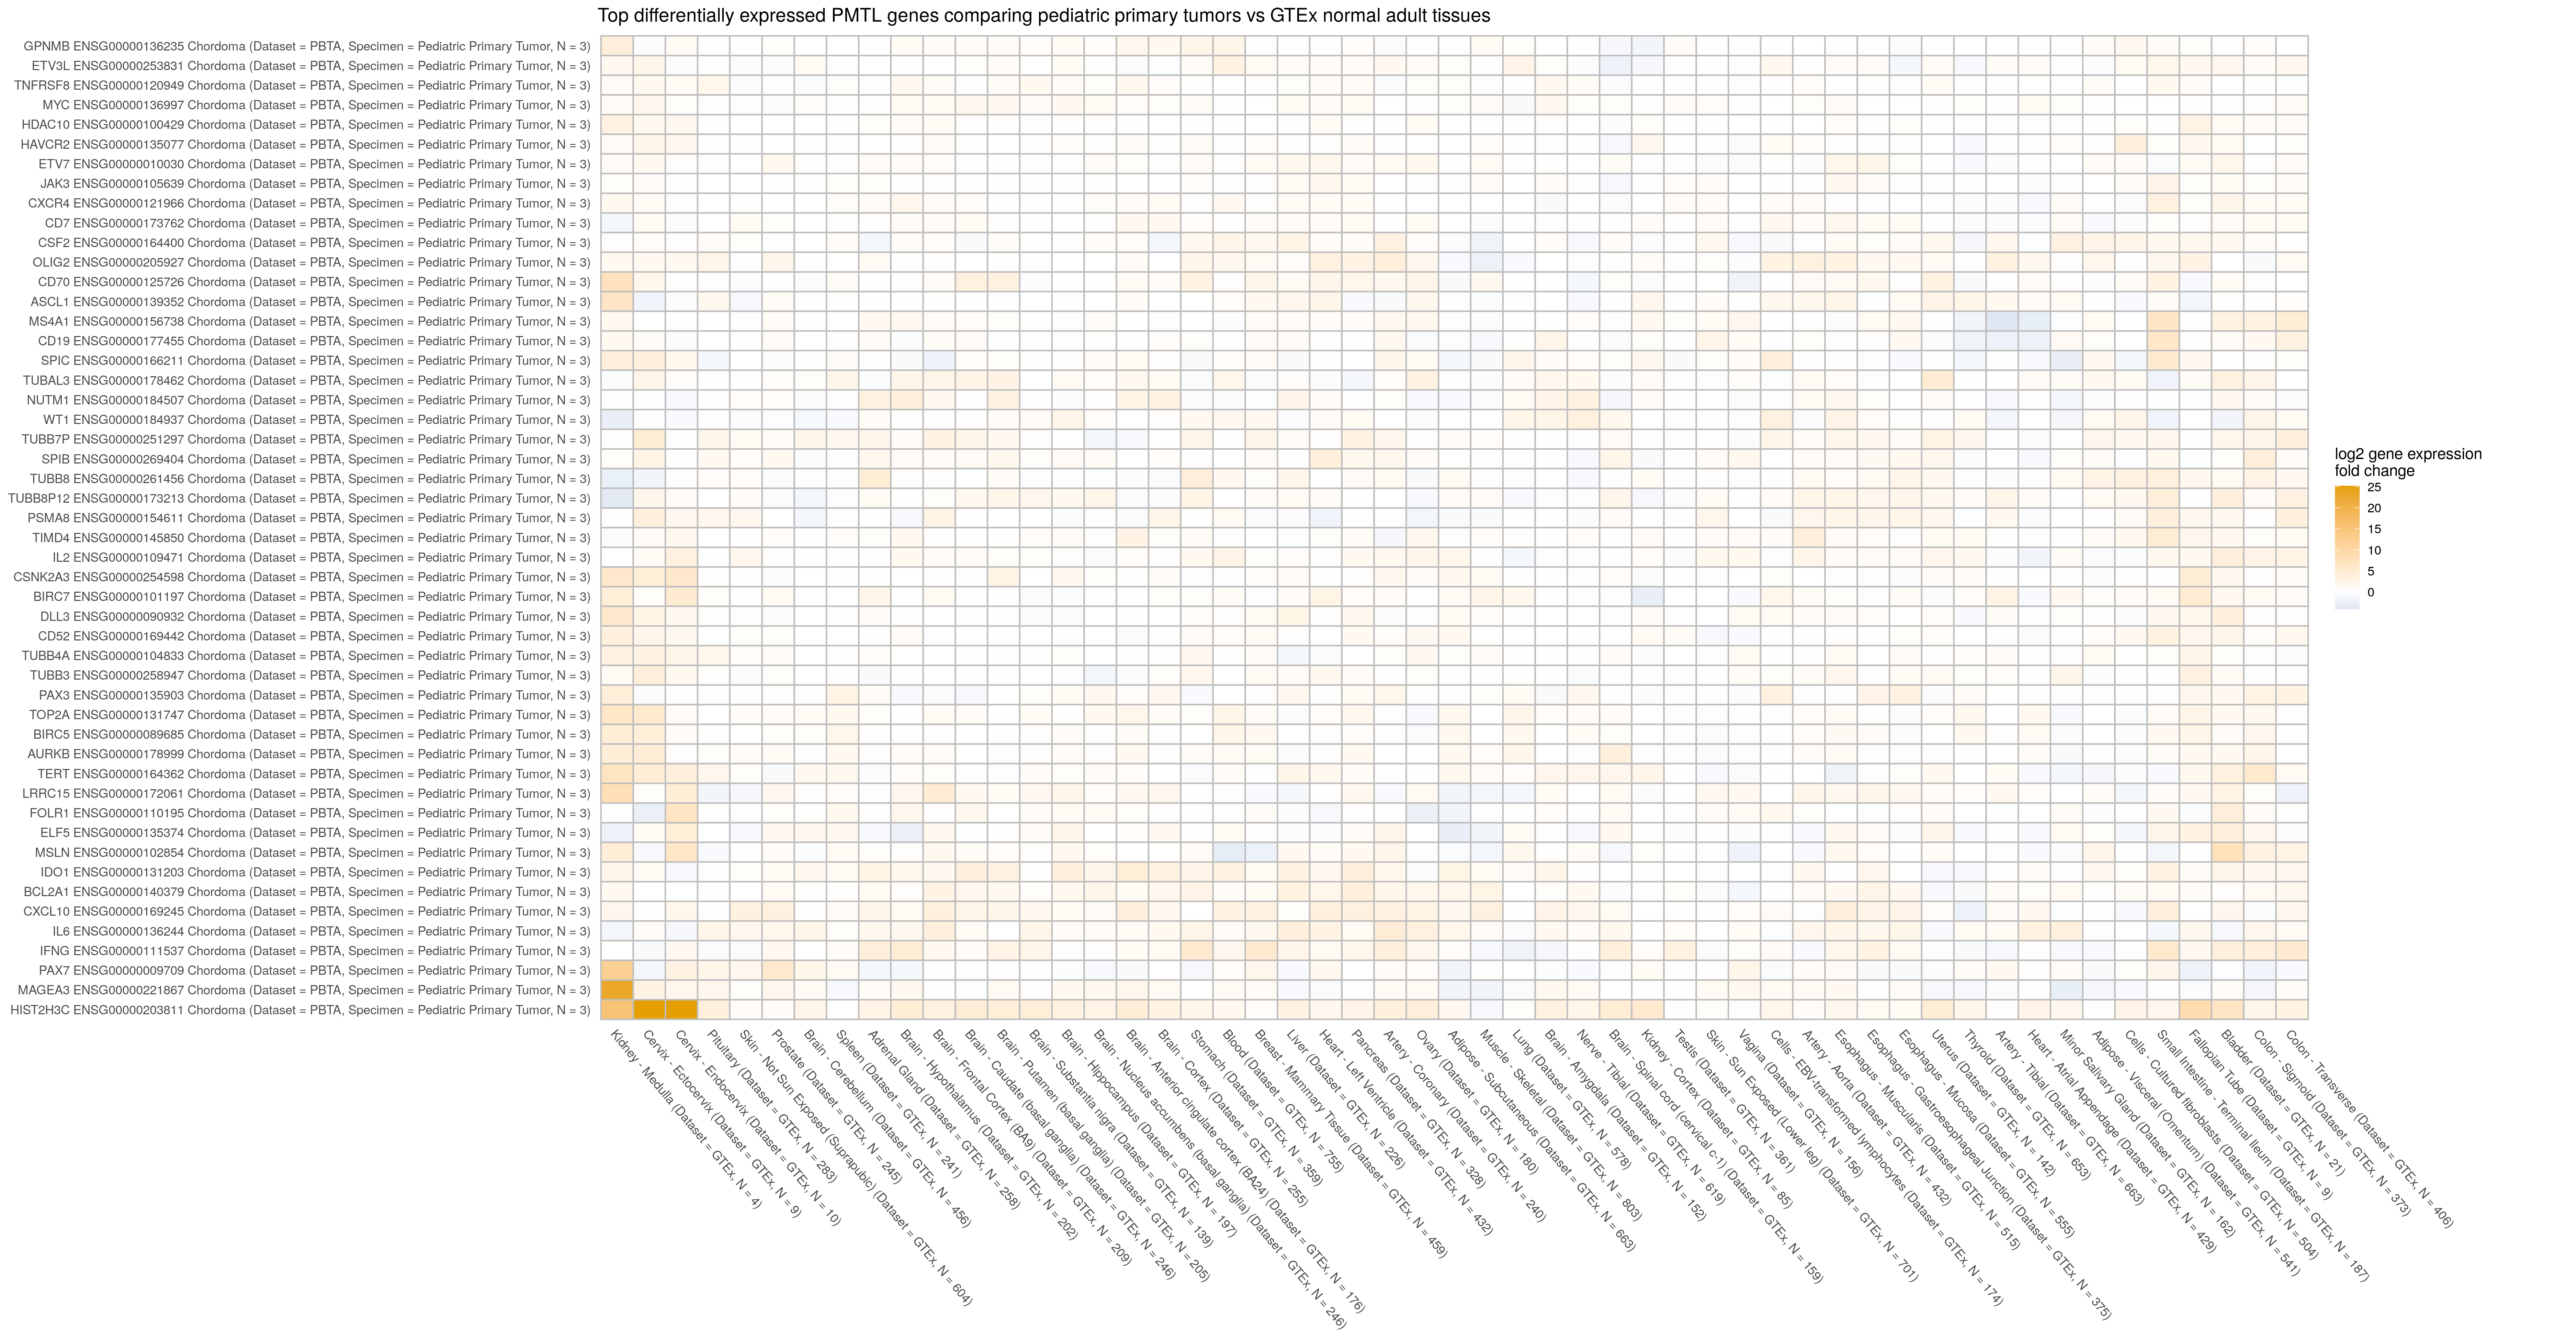 Top differentially expressed PMTL genes comparing pediatric primary tumors vs GTEx normal adult tissues
GPNMB ENSG00000136235 Chordoma (Dataset = PBTA, Specimen = Pediatric Primary Tumor, N = 3)
ETV3L ENSG00000253831 Chordoma (Dataset = PBTA, Specimen = Pediatric Primary Tumor, N = 3)
TNFRSF8 ENSG00000120949 Chordoma (Dataset = PBTA, Specimen = Pediatric Primary Tumor, N = 3)
MYC ENSG00000136997 Chordoma (Dataset = PBTA, Specimen = Pediatric Primary Tumor, N = 3)
HDAC10 ENSG00000100429 Chordoma (Dataset = PBTA, Specimen = Pediatric Primary Tumor, N = 3)
HAVCR2 ENSG00000135077 Chordoma (Dataset = PBTA, Specimen = Pediatric Primary Tumor, N = 3)
ETV7 ENSG00000010030 Chordoma (Dataset = PBTA, Specimen = Pediatric Primary Tumor, N = 3)
JAK3 ENSG00000105639 Chordoma (Dataset = PBTA, Specimen = Pediatric Primary Tumor, N = 3)
CXCR4 ENSG00000121966 Chordoma (Dataset = PBTA, Specimen = Pediatric Primary Tumor, N = 3)
CD7 ENSG00000173762 Chordoma (Dataset = PBTA, Specimen = Pediatric Primary Tumor, N = 3)
CSF2 ENSG00000164400 Chordoma (Dataset = PBTA, Specimen = Pediatric Primary Tumor, N = 3)
OLIG2 ENSG00000205927 Chordoma (Dataset = PBTA, Specimen = Pediatric Primary Tumor, N = 3)
CD70 ENSG00000125726 Chordoma (Dataset = PBTA, Specimen = Pediatric Primary Tumor, N = 3)
ASCL1 ENSG00000139352 Chordoma (Dataset = PBTA, Specimen = Pediatric Primary Tumor, N = 3)
MS4A1 ENSG00000156738 Chordoma (Dataset = PBTA, Specimen = Pediatric Primary Tumor, N = 3)
CD19 ENSG00000177455 Chordoma (Dataset = PBTA, Specimen = Pediatric Primary Tumor, N = 3)
SPIC ENSG00000166211 Chordoma (Dataset = PBTA, Specimen = Pediatric Primary Tumor, N = 3)
TUBAL3 ENSG00000178462 Chordoma (Dataset = PBTA, Specimen = Pediatric Primary Tumor, N = 3)
NUTM1 ENSG00000184507 Chordoma (Dataset = PBTA, Specimen = Pediatric Primary Tumor, N = 3)
WT1 ENSG00000184937 Chordoma (Dataset = PBTA, Specimen = Pediatric Primary Tumor, N = 3)
TUBB7P ENSG00000251297 Chordoma (Dataset = PBTA, Specimen = Pediatric Primary Tumor, N = 3)
SPIB ENSG00000269404 Chordoma (Dataset = PBTA, Specimen = Pediatric Primary Tumor, N = 3)
TUBB8 ENSG00000261456 Chordoma (Dataset = PBTA, Specimen = Pediatric Primary Tumor, N = 3)
TUBB8P12 ENSG00000173213 Chordoma (Dataset = PBTA, Specimen = Pediatric Primary Tumor, N = 3)
PSMA8 ENSG00000154611 Chordoma (Dataset = PBTA, Specimen = Pediatric Primary Tumor, N = 3)
TIMD4 ENSG00000145850 Chordoma (Dataset = PBTA, Specimen = Pediatric Primary Tumor, N = 3)
IL2 ENSG00000109471 Chordoma (Dataset = PBTA, Specimen = Pediatric Primary Tumor, N = 3)
CSNK2A3 ENSG00000254598 Chordoma (Dataset = PBTA, Specimen = Pediatric Primary Tumor, N = 3)
BIRC7 ENSG00000101197 Chordoma (Dataset = PBTA, Specimen = Pediatric Primary Tumor, N = 3)
DLL3 ENSG00000090932 Chordoma (Dataset = PBTA, Specimen = Pediatric Primary Tumor, N = 3)
CD52 ENSG00000169442 Chordoma (Dataset = PBTA, Specimen = Pediatric Primary Tumor, N = 3)
TUBB4A ENSG00000104833 Chordoma (Dataset = PBTA, Specimen = Pediatric Primary Tumor, N = 3)
TUBB3 ENSG00000258947 Chordoma (Dataset = PBTA, Specimen = Pediatric Primary Tumor, N = 3)
PAX3 ENSG00000135903 Chordoma (Dataset = PBTA, Specimen = Pediatric Primary Tumor, N = 3)
TOP2A ENSG00000131747 Chordoma (Dataset = PBTA, Specimen = Pediatric Primary Tumor, N = 3)
BIRC5 ENSG00000089685 Chordoma (Dataset = PBTA, Specimen = Pediatric Primary Tumor, N = 3)
AURKB ENSG00000178999 Chordoma (Dataset = PBTA, Specimen = Pediatric Primary Tumor, N = 3)
TERT ENSG00000164362 Chordoma (Dataset = PBTA, Specimen = Pediatric Primary Tumor, N = 3)
LRRC15 ENSG00000172061 Chordoma (Dataset = PBTA, Specimen = Pediatric Primary Tumor, N = 3)
FOLR1 ENSG00000110195 Chordoma (Dataset = PBTA, Specimen = Pediatric Primary Tumor, N = 3)
ELF5 ENSG00000135374 Chordoma (Dataset = PBTA, Specimen = Pediatric Primary Tumor, N = 3)
MSLN ENSG00000102854 Chordoma (Dataset = PBTA, Specimen = Pediatric Primary Tumor, N = 3)
IDO1 ENSG00000131203 Chordoma (Dataset = PBTA, Specimen = Pediatric Primary Tumor, N = 3)
BCL2A1 ENSG00000140379 Chordoma (Dataset = PBTA, Specimen = Pediatric Primary Tumor, N = 3)
CXCL10 ENSG00000169245 Chordoma (Dataset = PBTA, Specimen = Pediatric Primary Tumor, N = 3)
IL6 ENSG00000136244 Chordoma (Dataset = PBTA, Specimen = Pediatric Primary Tumor, N = 3)
IFNG ENSG00000111537 Chordoma (Dataset = PBTA, Specimen = Pediatric Primary Tumor, N = 3)
PAX7 ENSG00000009709 Chordoma (Dataset = PBTA, Specimen = Pediatric Primary Tumor, N = 3)
MAGEA3 ENSG00000221867 Chordoma (Dataset = PBTA, Specimen = Pediatric Primary Tumor, N = 3)
HIST2H3C ENSG00000203811 Chordoma (Dataset = PBTA, Specimen = Pediatric Primary Tumor, N = 3)
Kidney - Medulla (Dataset = GTEx, N = 4)
Cervix - Ectocervix (Dataset = GTEx, N = 9)
Cervix - Endocervix (Dataset = GTEx, N = 10)
Pituitary (Dataset = GTEx, N = 283)
Skin - Not Sun Exposed (Suprapubic) (Dataset = GTEx, N = 604)
Prostate (Dataset = GTEx, N = 245)
Brain - Cerebellum (Dataset = GTEx, N = 456)
Spleen (Dataset = GTEx, N = 241)
Adrenal Gland (Dataset = GTEx, N = 258)
Brain - Hypothalamus (Dataset = GTEx, N = 202)
Brain - Frontal Cortex (BA9) (Dataset = GTEx, N = 209)
Brain - Caudate (basal ganglia) (Dataset = GTEx, N = 246)
Brain - Putamen (basal ganglia) (Dataset = GTEx, N = 205)
Brain - Substantia nigra (Dataset = GTEx, N = 139)
Brain - Hippocampus (Dataset = GTEx, N = 197)
Brain - Nucleus accumbens (basal ganglia) (Dataset = GTEx, N = 246)
Brain - Anterior cingulate cortex (BA24) (Dataset = GTEx, N = 176)
Brain - Cortex (Dataset = GTEx, N = 255)
Stomach (Dataset = GTEx, N = 359)
Blood (Dataset = GTEx, N = 755)
Breast - Mammary Tissue (Dataset = GTEx, N = 459)
Liver (Dataset = GTEx, N = 226)
Heart - Left Ventricle (Dataset = GTEx, N = 432)
Pancreas (Dataset = GTEx, N = 328)
Artery - Coronary (Dataset = GTEx, N = 240)
Ovary (Dataset = GTEx, N = 180)
Adipose - Subcutaneous (Dataset = GTEx, N = 663)
Muscle - Skeletal (Dataset = GTEx, N = 803)
Lung (Dataset = GTEx, N = 578)
Brain - Amygdala (Dataset = GTEx, N = 152)
Nerve - Tibial (Dataset = GTEx, N = 619)
Brain - Spinal cord (cervical c-1) (Dataset = GTEx, N = 159)
Kidney - Cortex (Dataset = GTEx, N = 85)
Testis (Dataset = GTEx, N = 361)
Skin - Sun Exposed (Lower leg) (Dataset = GTEx, N = 701)
Vagina (Dataset = GTEx, N = 156)
Cells - EBV-transformed lymphocytes (Dataset = GTEx, N = 174)
Artery - Aorta (Dataset = GTEx, N = 432)
Esophagus - Muscularis (Dataset = GTEx, N = 515)
Esophagus - Gastroesophageal Junction (Dataset = GTEx, N = 375)
Esophagus - Mucosa (Dataset = GTEx, N = 555)
Uterus (Dataset = GTEx, N = 142)
Thyroid (Dataset = GTEx, N = 653)
Artery - Tibial (Dataset = GTEx, N = 663)
Heart - Atrial Appendage (Dataset = GTEx, N = 429)
Minor Salivary Gland (Dataset = GTEx, N = 162)
Adipose - Visceral (Omentum) (Dataset = GTEx, N = 541)
Cells - Cultured fibroblasts (Dataset = GTEx, N = 504)
Small Intestine - Terminal Ileum (Dataset = GTEx, N = 187)
Fallopian Tube (Dataset = GTEx, N = 9)
Bladder (Dataset = GTEx, N = 21)
Colon - Sigmoid (Dataset = GTEx, N = 373)
Colon - Transverse (Dataset = GTEx, N = 406)
log2 gene expression
fold change
25
20
15
10
5
0